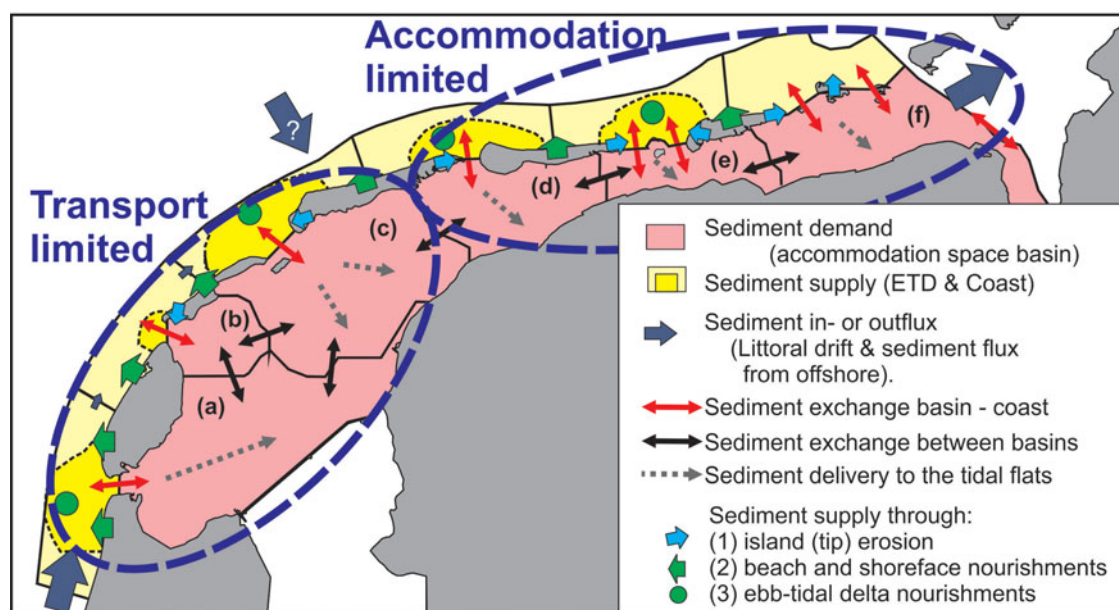 Accommodation
limited
Transport
limited
?
(a)
(b)
(c)
(d)
(e)
(f)
Sediment demand
(accommodation space basin)
Sediment supply (ETD & Coast)
Sediment in- or outflux
(Littoral drift & sediment flux
from offshore).
Sediment exchange basin - coast
Sediment exchange between basins
Sediment delivery to the tidal flats
Sediment supply through:
(1) island (tip) erosion
(2) beach and shoreface nourishments
(3) ebb-tidal delta nourishments